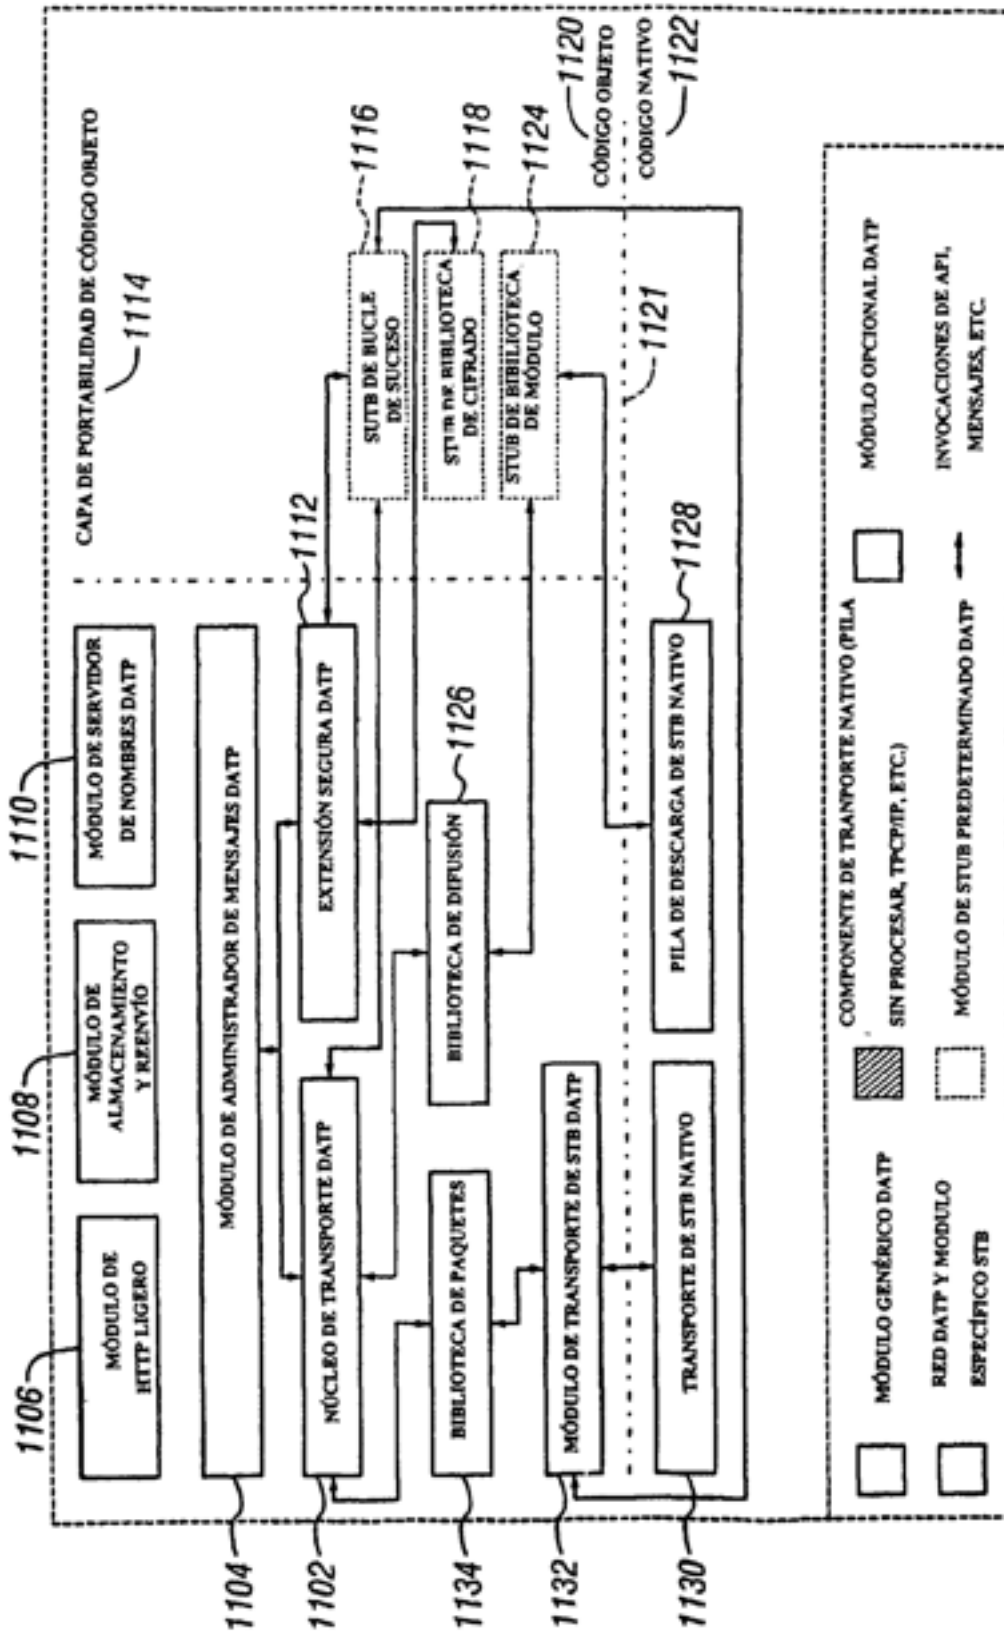 1106
1108
1110
MÓDULO DE
HTTP LIGERO
MÓDULO DE
ALMACENAMIENTO
Y REENVÍO
MÓDULO DE SERVIDOR
DE NOMBRES DATP
CAPA DE PORTABILIDAD DE CÓDIGO OBJETO
1114
1104
MÓDULO DE ADMINISTRADOR DE MENSAJES DATP
1112
1102
NÚCLEO DE TRANSPORTE DATP
EXTENSIÓN SEGURA DATP
SUTB DE BUCLE
DE SUCESO
1116
STUB DE BIBLIOTECA
DE CIFRADO
1118
1134
BIBLIOTECA DE PAQUETES
BIBLIOTECA DE DIFUSIÓN
1126
STUB DE BIBILIOTECA
DE MÓDULO
1124
1132
MÓDULO DE TRANSPORTE DE STB DATP
1120
CÓDIGO OBJETO
1121
CÓDIGO NATIVO
1122
1130
TRANSPORTE DE STB NATIVO
PILA DE DESCARGA DE STB NATIVO
1128
MÓDULO GENÉRICO DATP
COMPONENTE DE TRANPORTE NATIVO (PILA
SIN PROCESAR, TPCP/IP, ETC.)
MÓDULO OPCIONAL DATP
RED DATP Y MODULO
ESPECÍFICO STB
MÓDULO DE STUB PREDETERMINADO DATP
INVOCACIONES DE API,
MENSAJES, ETC.